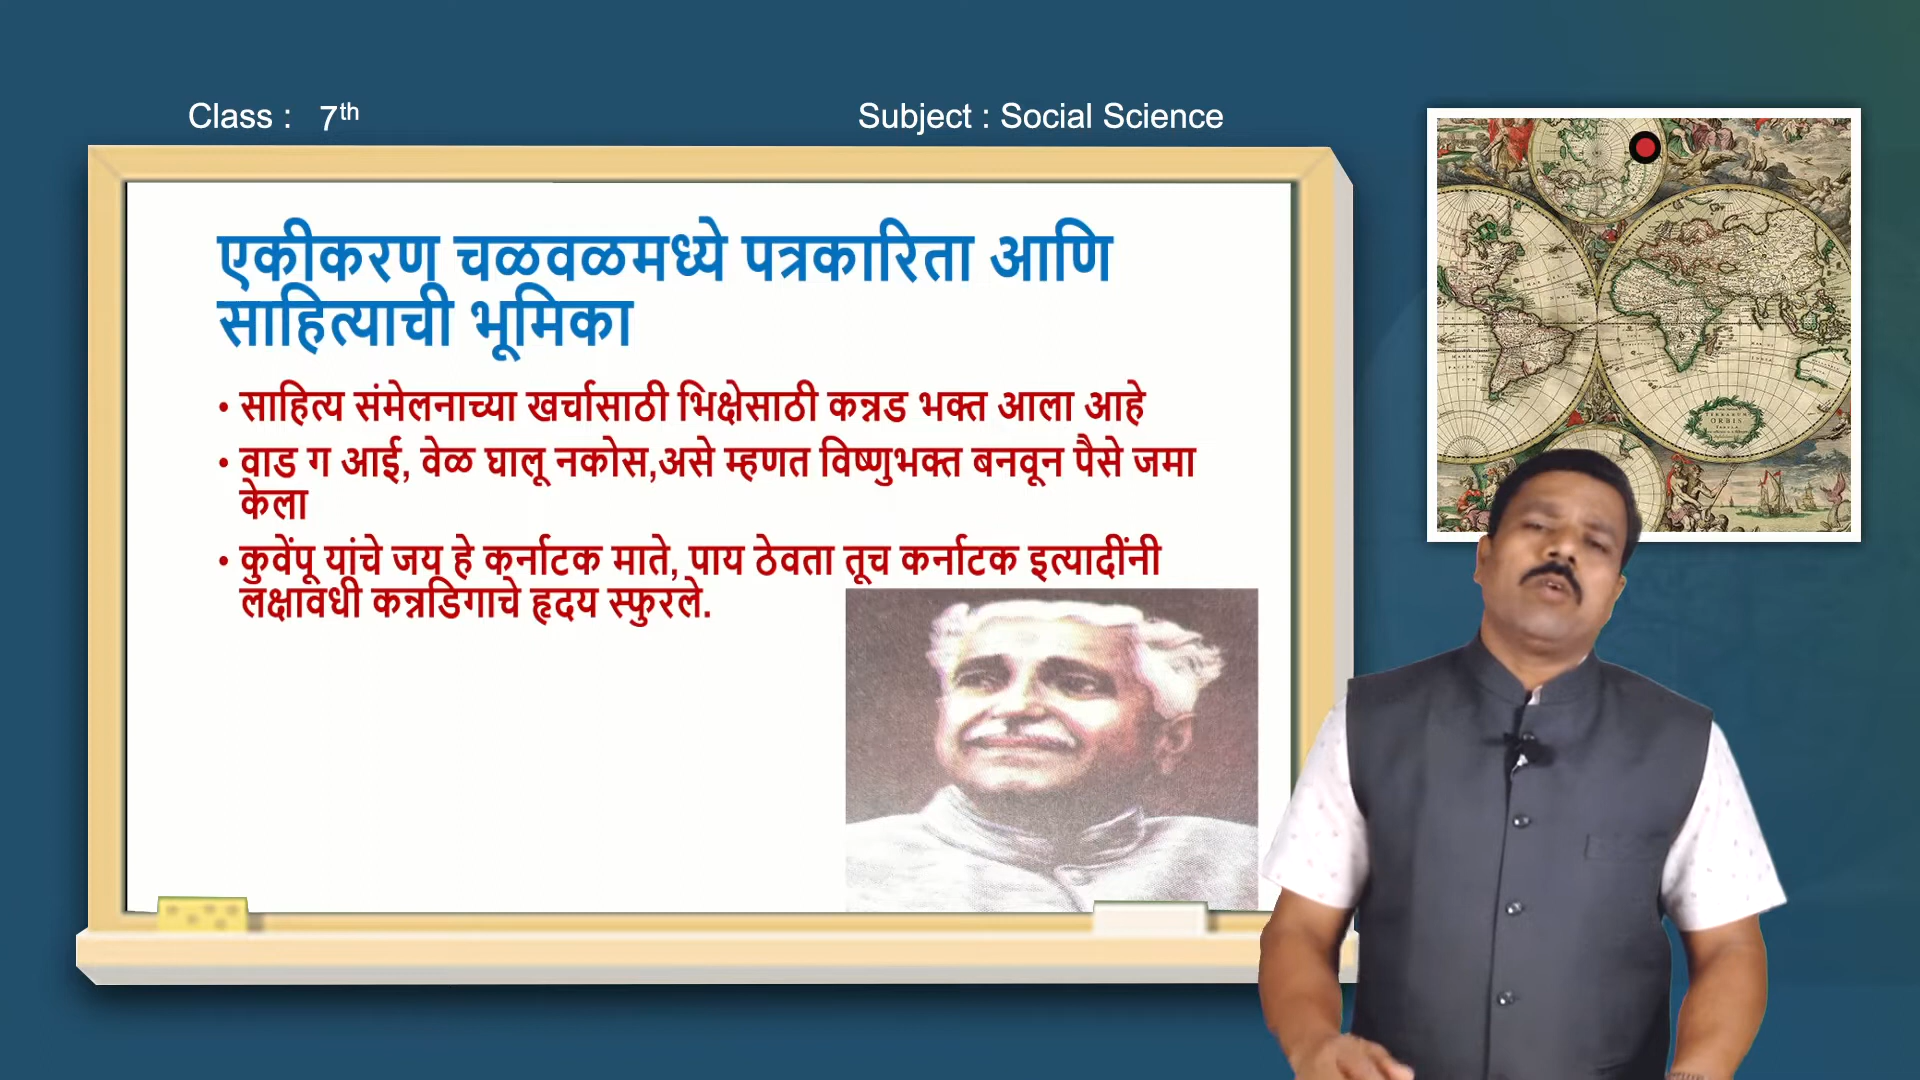 Class : 7th
Subject : Social Science
एकीकरण चळवळमध्ये पत्रकारिता आणि
साहित्याची भूमिका
• साहित्य संमेलनाच्या खर्चासाठी भिक्षेसाठी कन्नड भक्त आला आहे
• वाड ग आई, वेळ घालू नकोस,असे म्हणत विष्णुभक्त बनवून पैसे जमा
केला
• कुवेंपू यांचे जय हे कर्नाटक माते, पाय ठेवता तूच कर्नाटक इत्यादींनी
लक्षावधी कन्नडिगाचे हृदय स्फुरले.